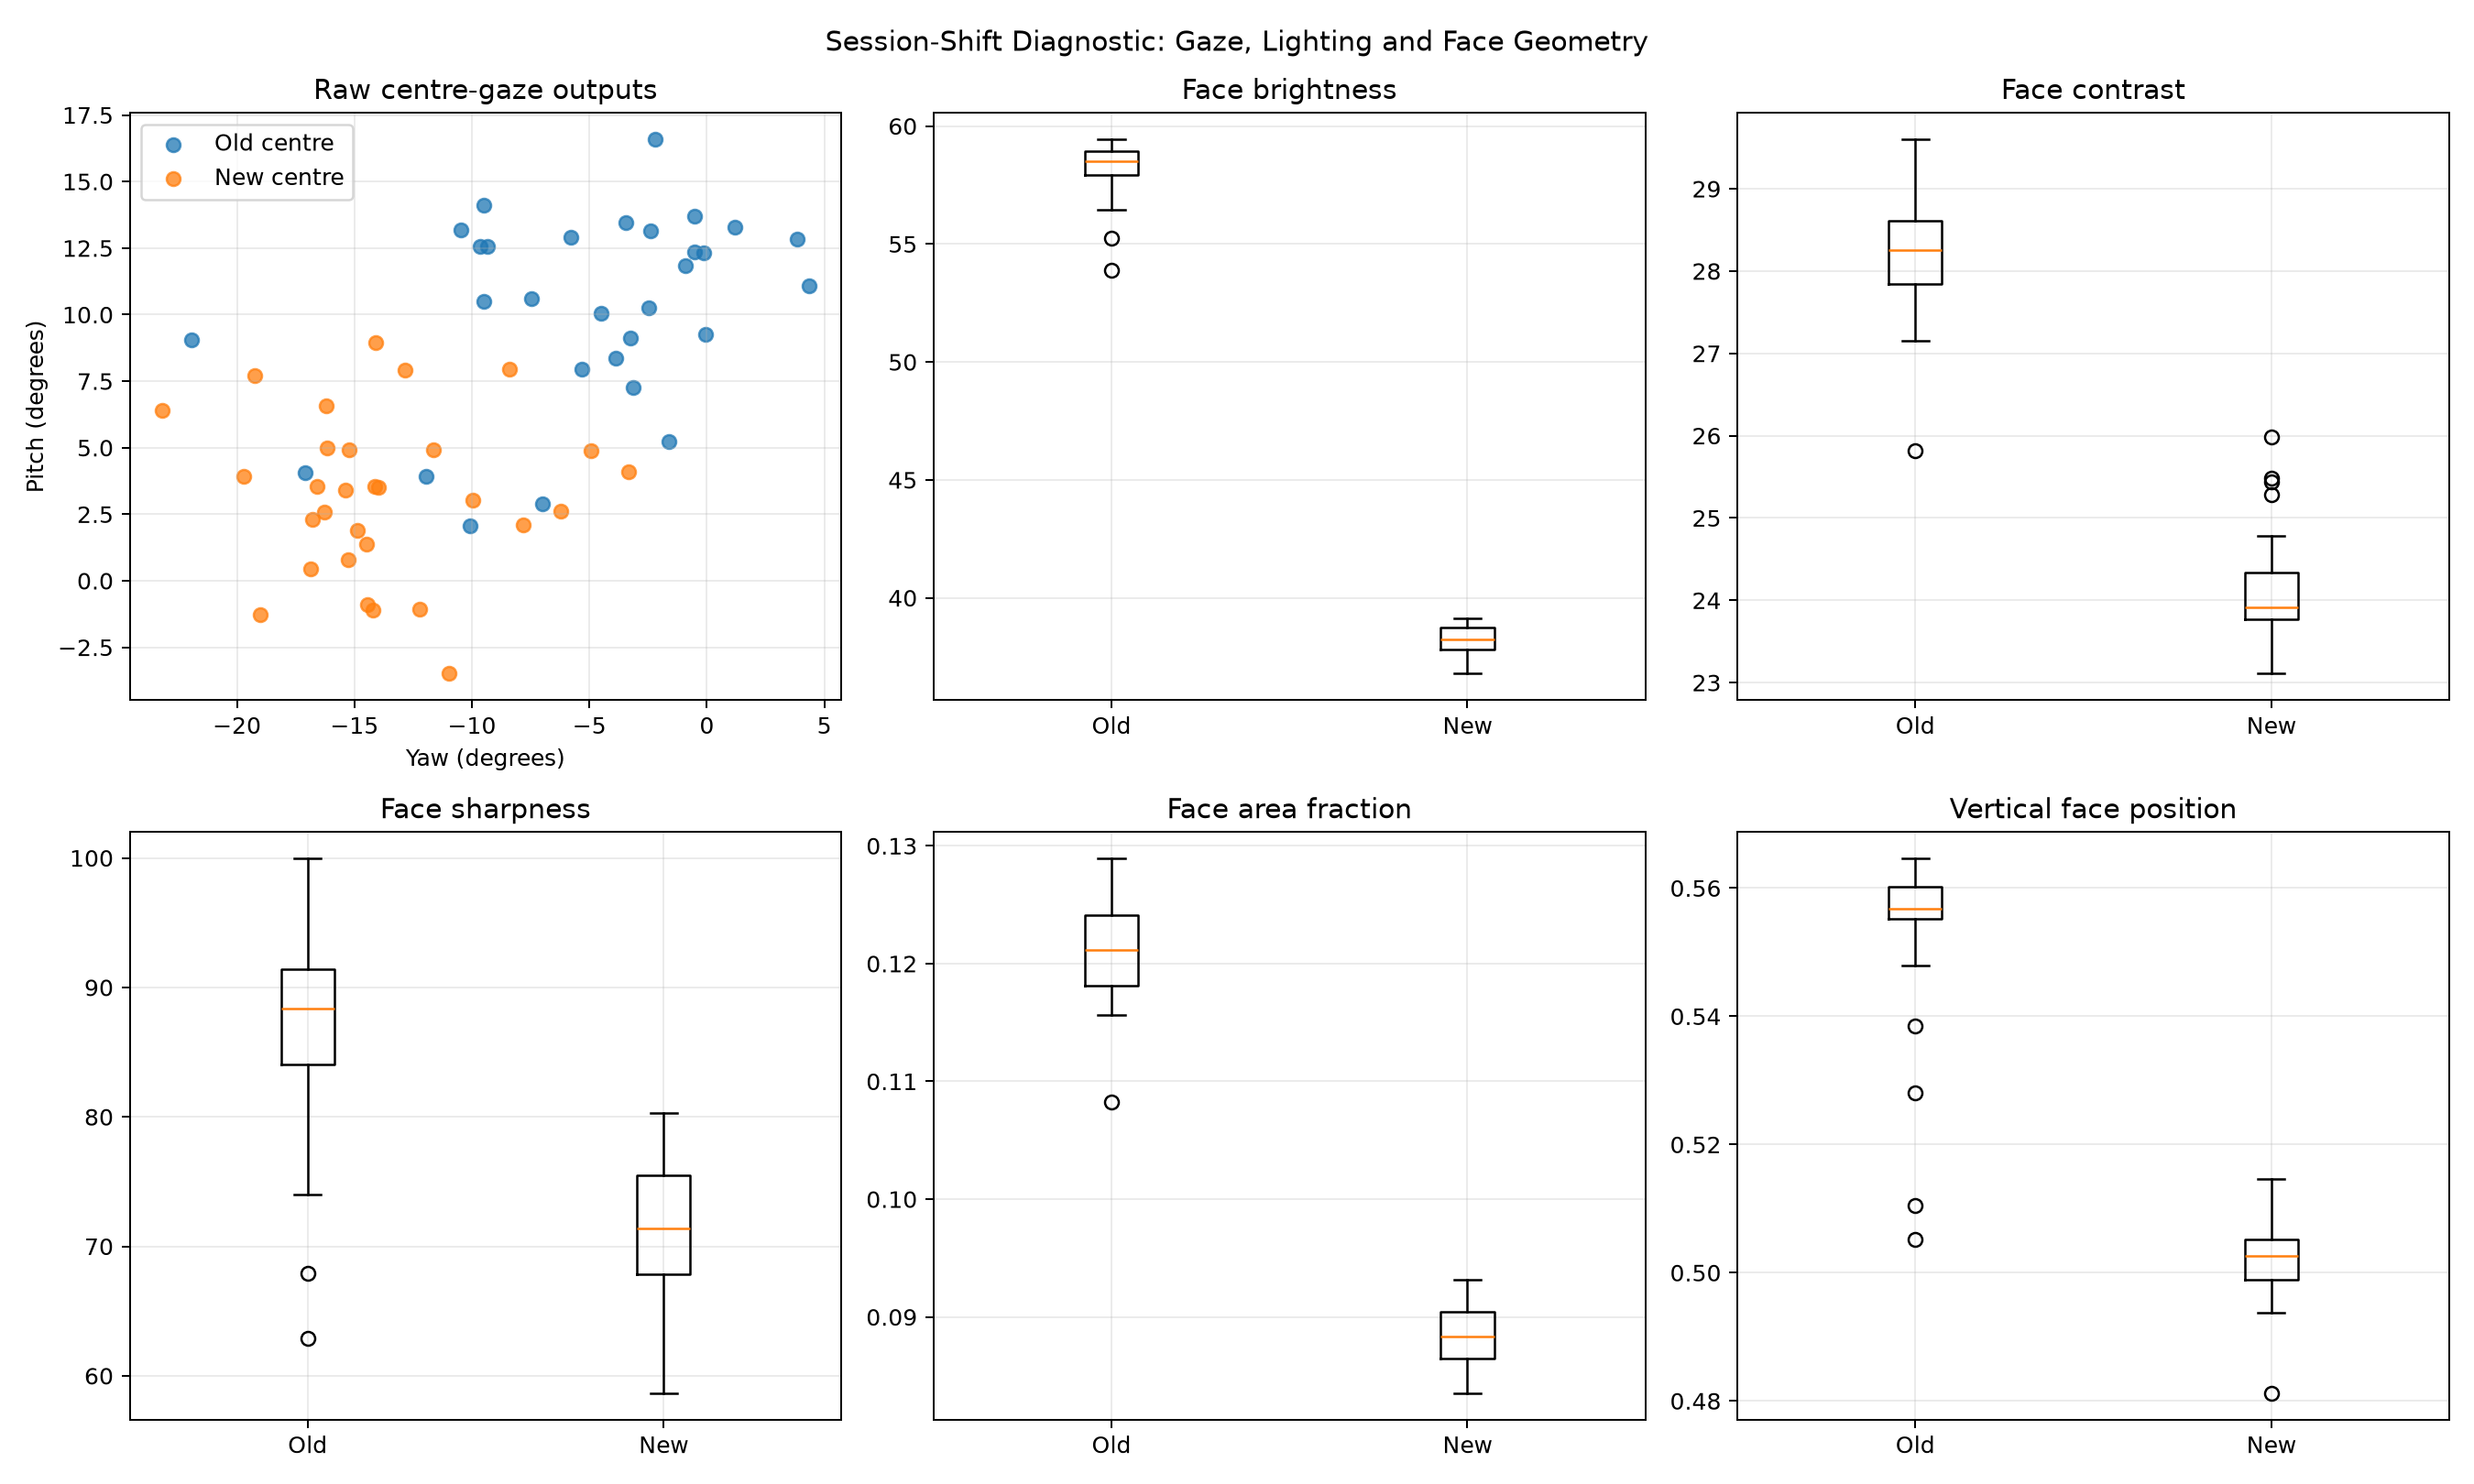 Session-Shift Diagnostic: Gaze, Lighting and Face Geometry
Raw centre-gaze outputs
Old centre
New centre
17.5
15.0
12.5
10.0
7.5
5.0
2.5
0.0
−2.5
Pitch (degrees)
−20 −15 −10 −5 0 5
Yaw (degrees)
Face brightness
60
55
50
45
40
Old New
Face contrast
29
28
27
26
25
24
23
Old New
Face sharpness
100
90
80
70
60
Old New
Face area fraction
0.13
0.12
0.11
0.10
0.09
Old New
Vertical face position
0.56
0.54
0.52
0.50
0.48
Old New